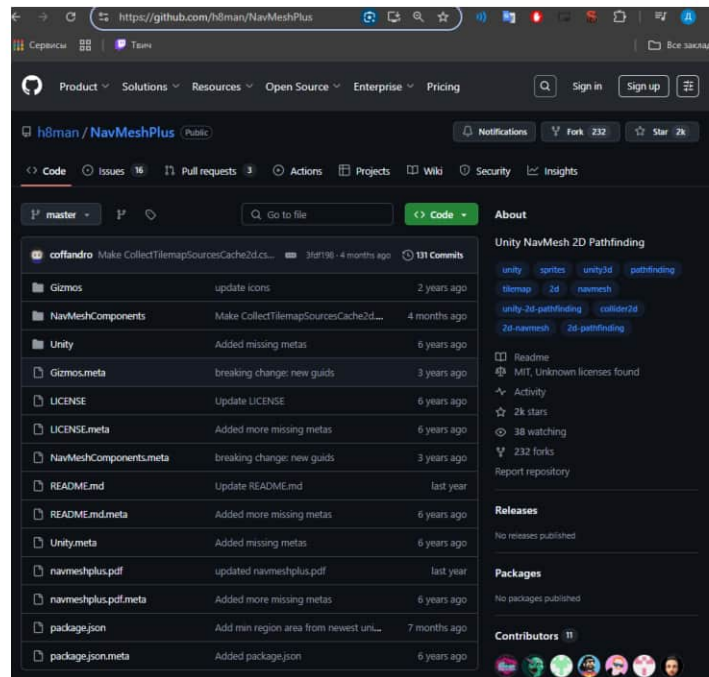 https://github.com/h8man/NavMeshPlus
Сервисы
Твич
Все заклад
Product Solutions Resources Open Source Enterprise Pricing
Sign in
Sign up
h8man / NavMeshPlus Public
Notifications
Fork 232
Star 2k
Code
Issues 16
Pull requests 3
Actions
Projects
Wiki
Security
Insights
master
Go to file
Code
coffandro Make CollectTilemapSourcesCache2d.cs... 3fdf198 · 4 months ago 131 Commits
Gizmos update icons 2 years ago
NavMeshComponents Make CollectTilemapSourcesCache2d.... 4 months ago
Unity Added missing metas 6 years ago
Gizmos.meta breaking change: new guids 3 years ago
LICENSE Update LICENSE 6 years ago
LICENSE.meta Added more missing metas 6 years ago
NavMeshComponents.meta breaking change: new guids 3 years ago
README.md Update README.md last year
README.md.meta Added more missing metas 6 years ago
Unity.meta Added missing metas 6 years ago
navmeshplus.pdf updated navmeshplus.pdf last year
navmeshplus.pdf.meta Added more missing metas 6 years ago
package.json Add min region area from newest uni... 7 months ago
package.json.meta Added package.json 6 years ago
About
Unity NavMesh 2D Pathfinding
unity sprites unity3d pathfinding
tilemap 2d navmesh
unity-2d-pathfinding collider2d
2d-navmesh 2d-pathfinding
Readme
MIT, Unknown licenses found
Activity
2k stars
38 watching
232 forks
Report repository
Releases
No releases published
Packages
No packages published
Contributors 11